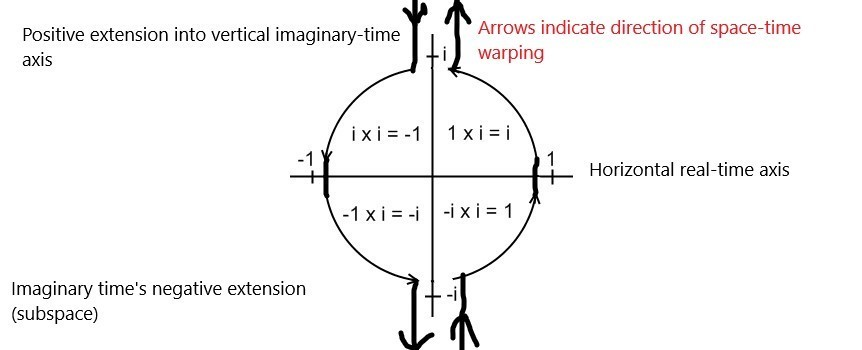 Positive extension into vertical imaginary-time
axis
Arrows indicate direction of space-time
warping
i
i x i = -1
1 x i = i
-1
1
Horizontal real-time axis
-1 x i = -i
-i x i = 1
Imaginary time's negative extension
(subspace)
-i